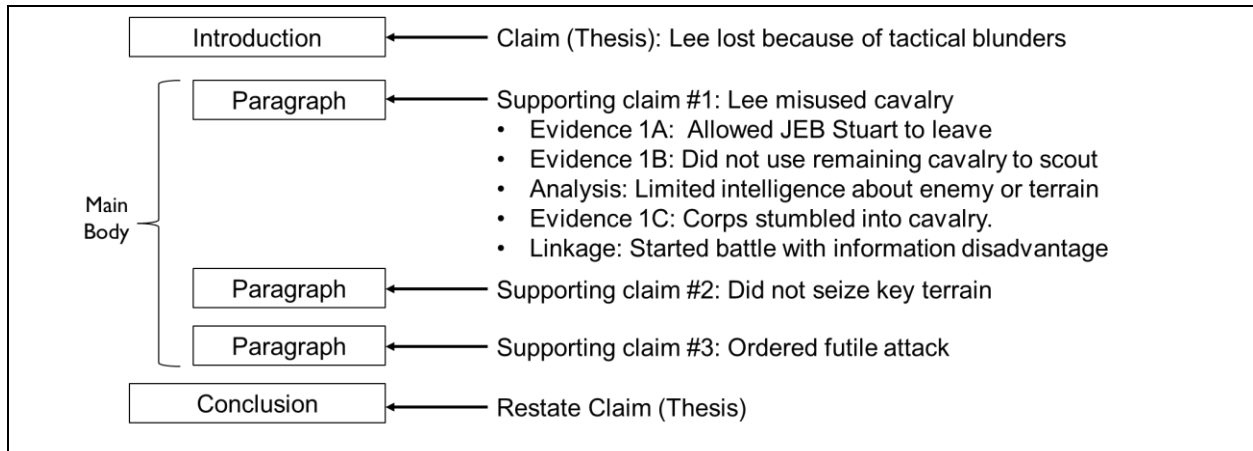 Introduction
Claim (Thesis): Lee lost because of tactical blunders
Main
Body
Paragraph
Supporting claim #1: Lee misused cavalry
• Evidence 1A:  Allowed JEB Stuart to leave
• Evidence 1B: Did not use remaining cavalry to scout
• Analysis: Limited intelligence about enemy or terrain
• Evidence 1C: Corps stumbled into cavalry.
• Linkage: Started battle with information disadvantage
Paragraph
Supporting claim #2: Did not seize key terrain
Paragraph
Supporting claim #3: Ordered futile attack
Conclusion
Restate Claim (Thesis)